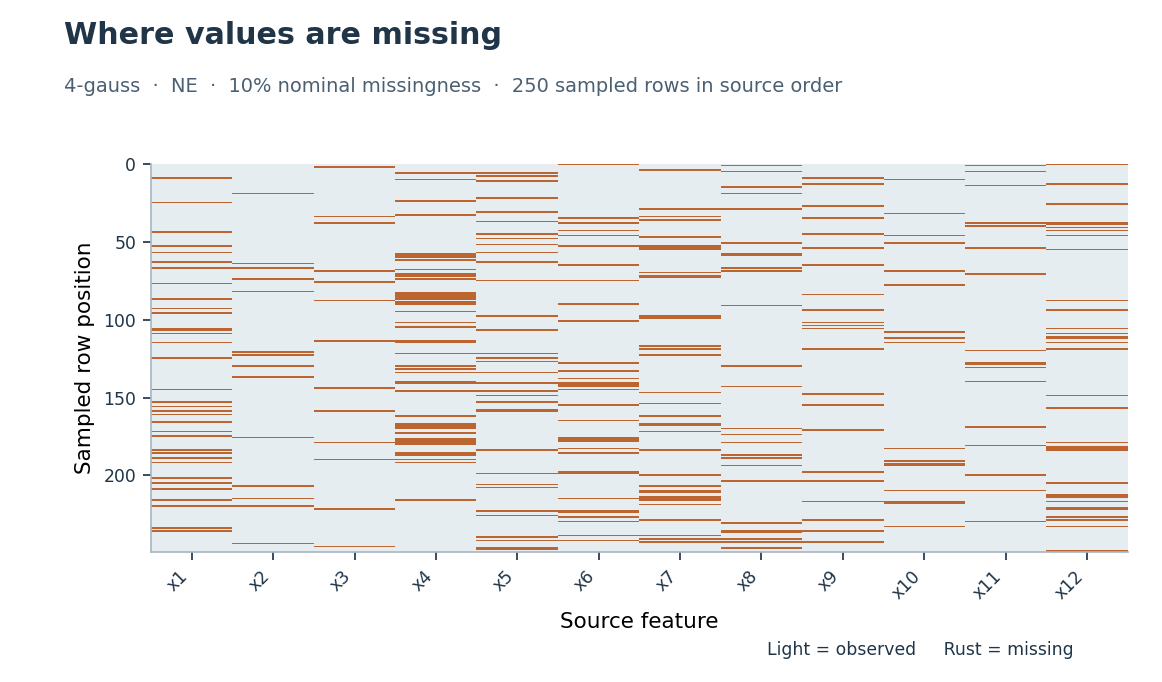 Where values are missing
4-gauss · NE · 10% nominal missingness · 250 sampled rows in source order
0
50
100
150
200
Sampled row position
x1 x2 x3 x4 x5 x6 x7 x8 x9 x10 x11 x12
Source feature
Light = observed Rust = missing